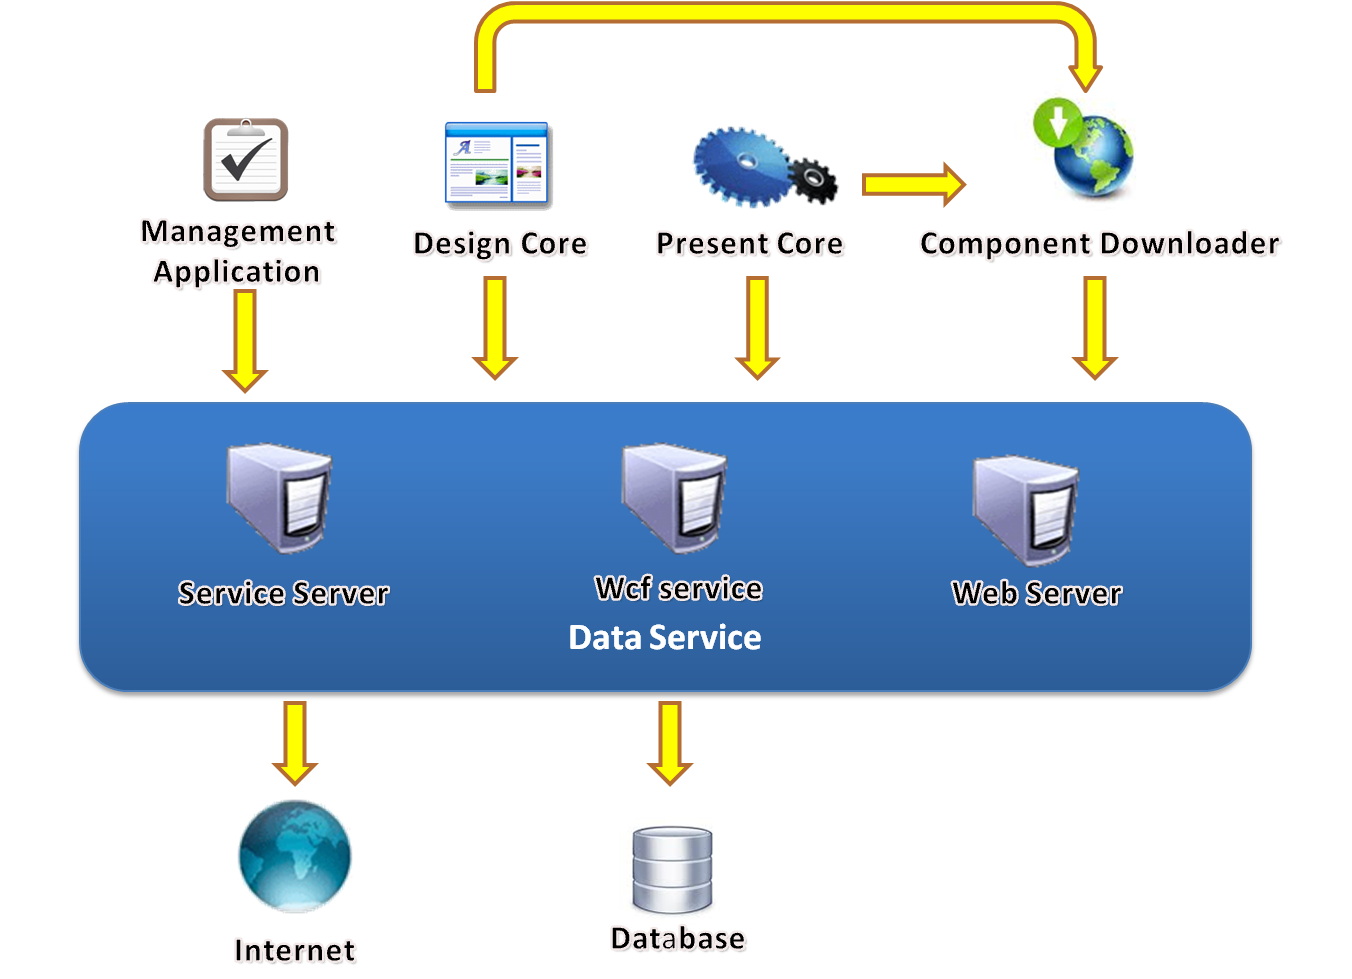 Management
Application
Design Core
Present Core
Component Downloader
Service Server
Wcf service
Web Server
Data Service
Internet
Database